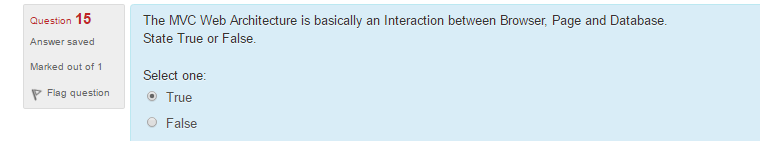 Question 15
Answer saved
Marked out of 1
Flag question
The MVC Web Architecture is basically an Interaction between Browser, Page and Database.
State True or False.
Select one:
True
False